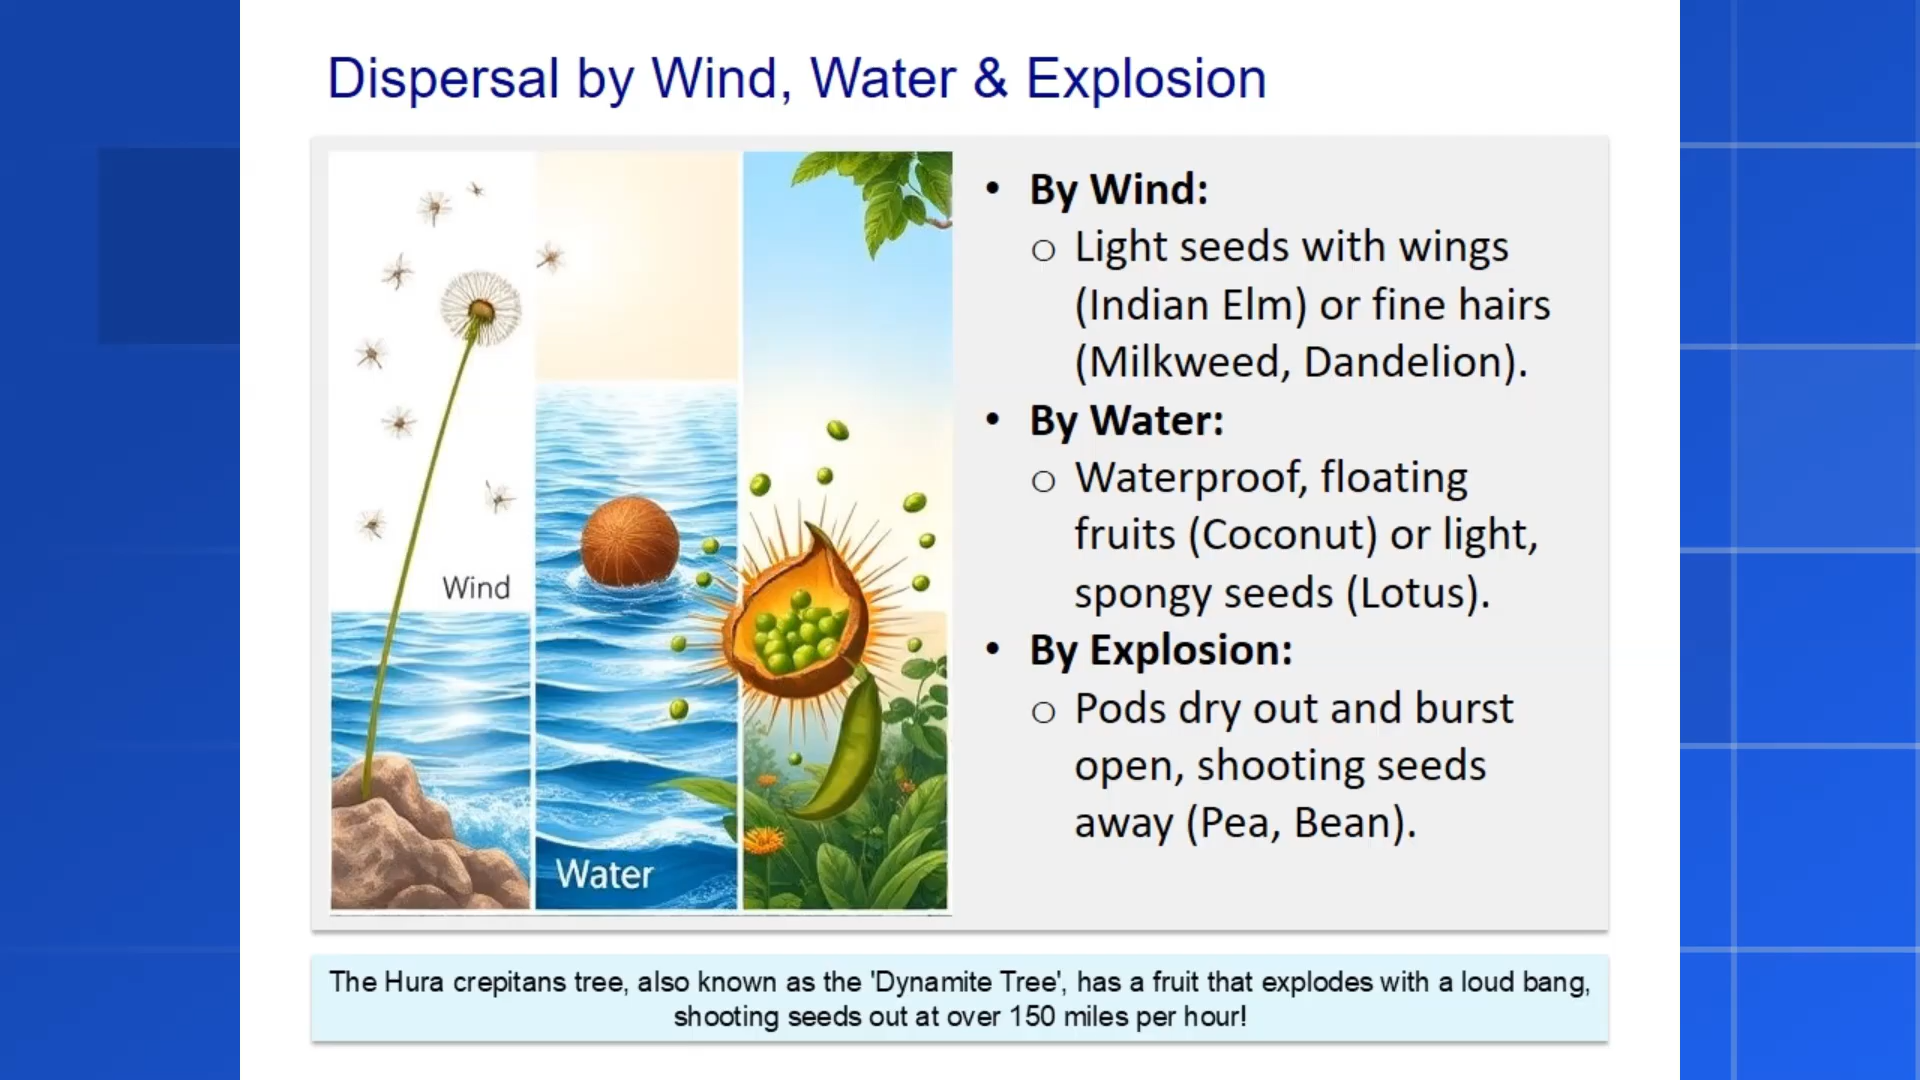 Dispersal by Wind, Water & Explosion
Wind
Water
• By Wind:
o Light seeds with wings
(Indian Elm) or fine hairs
(Milkweed, Dandelion).
• By Water:
o Waterproof, floating
fruits (Coconut) or light,
spongy seeds (Lotus).
• By Explosion:
o Pods dry out and burst
open, shooting seeds
away (Pea, Bean).
The Hura crepitans tree, also known as the 'Dynamite Tree', has a fruit that explodes with a loud bang,
shooting seeds out at over 150 miles per hour!